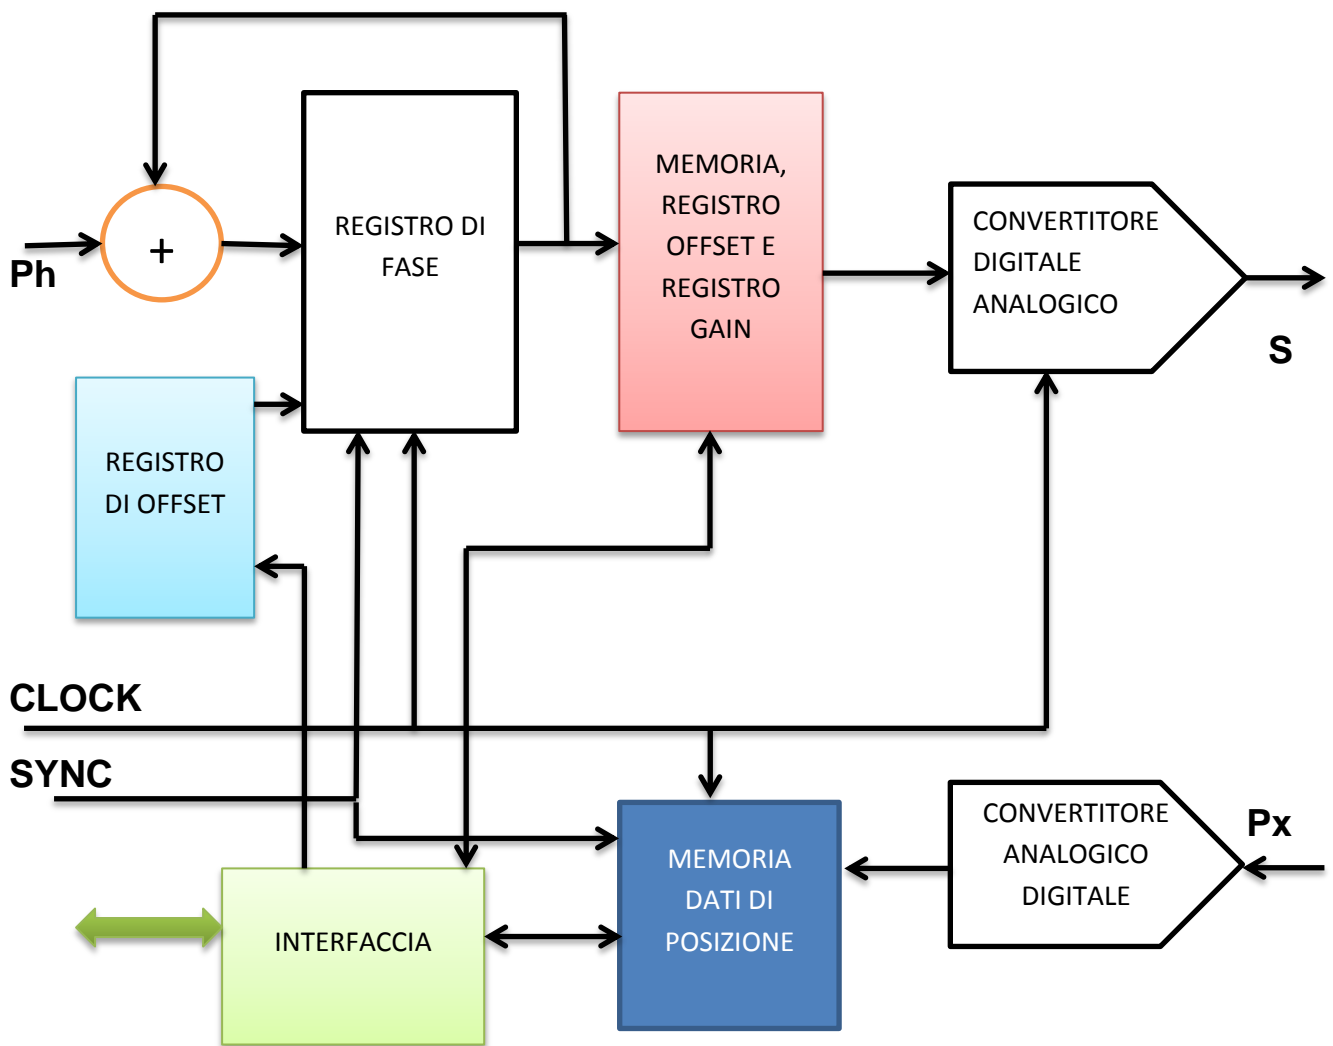 Ph
+
REGISTRO DI
FASE
MEMORIA,
REGISTRO
OFFSET E
REGISTRO
GAIN
CONVERTITORE
DIGITALE
ANALOGICO
S
REGISTRO
DI OFFSET
CLOCK
SYNC
INTERFACCIA
MEMORIA
DATI DI
POSIZIONE
CONVERTITORE
ANALOGICO
DIGITALE
Px